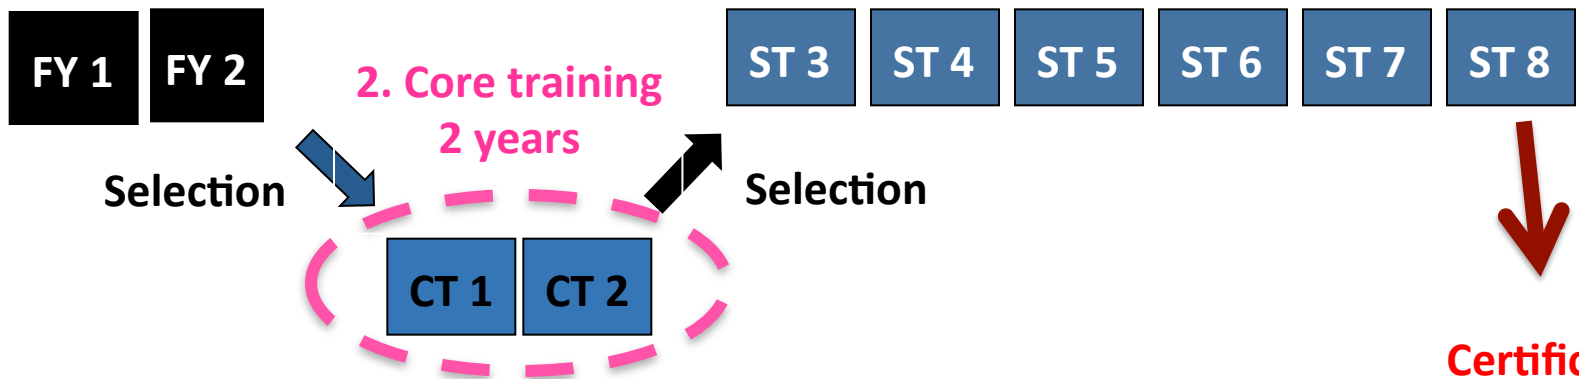 FY 1
FY 2
2. Core training
2 years
ST 3
ST 4
ST 5
ST 6
ST 7
ST 8
Selection
Selection
CT 1
CT 2